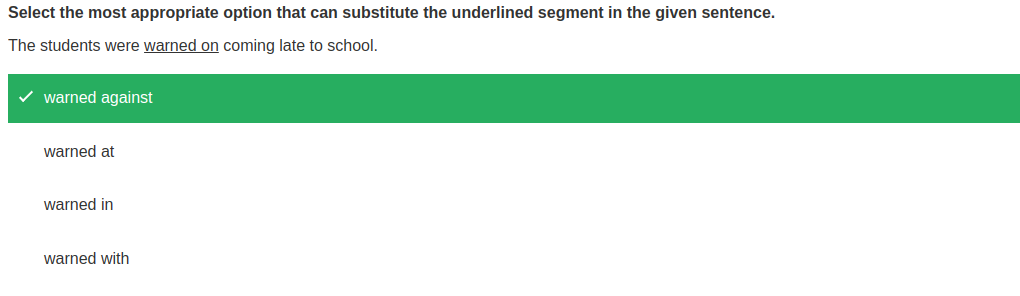 Select the most appropriate option that can substitute the underlined segment in the given sentence.
The students were warned on coming late to school.
warned against
warned at
warned in
warned with